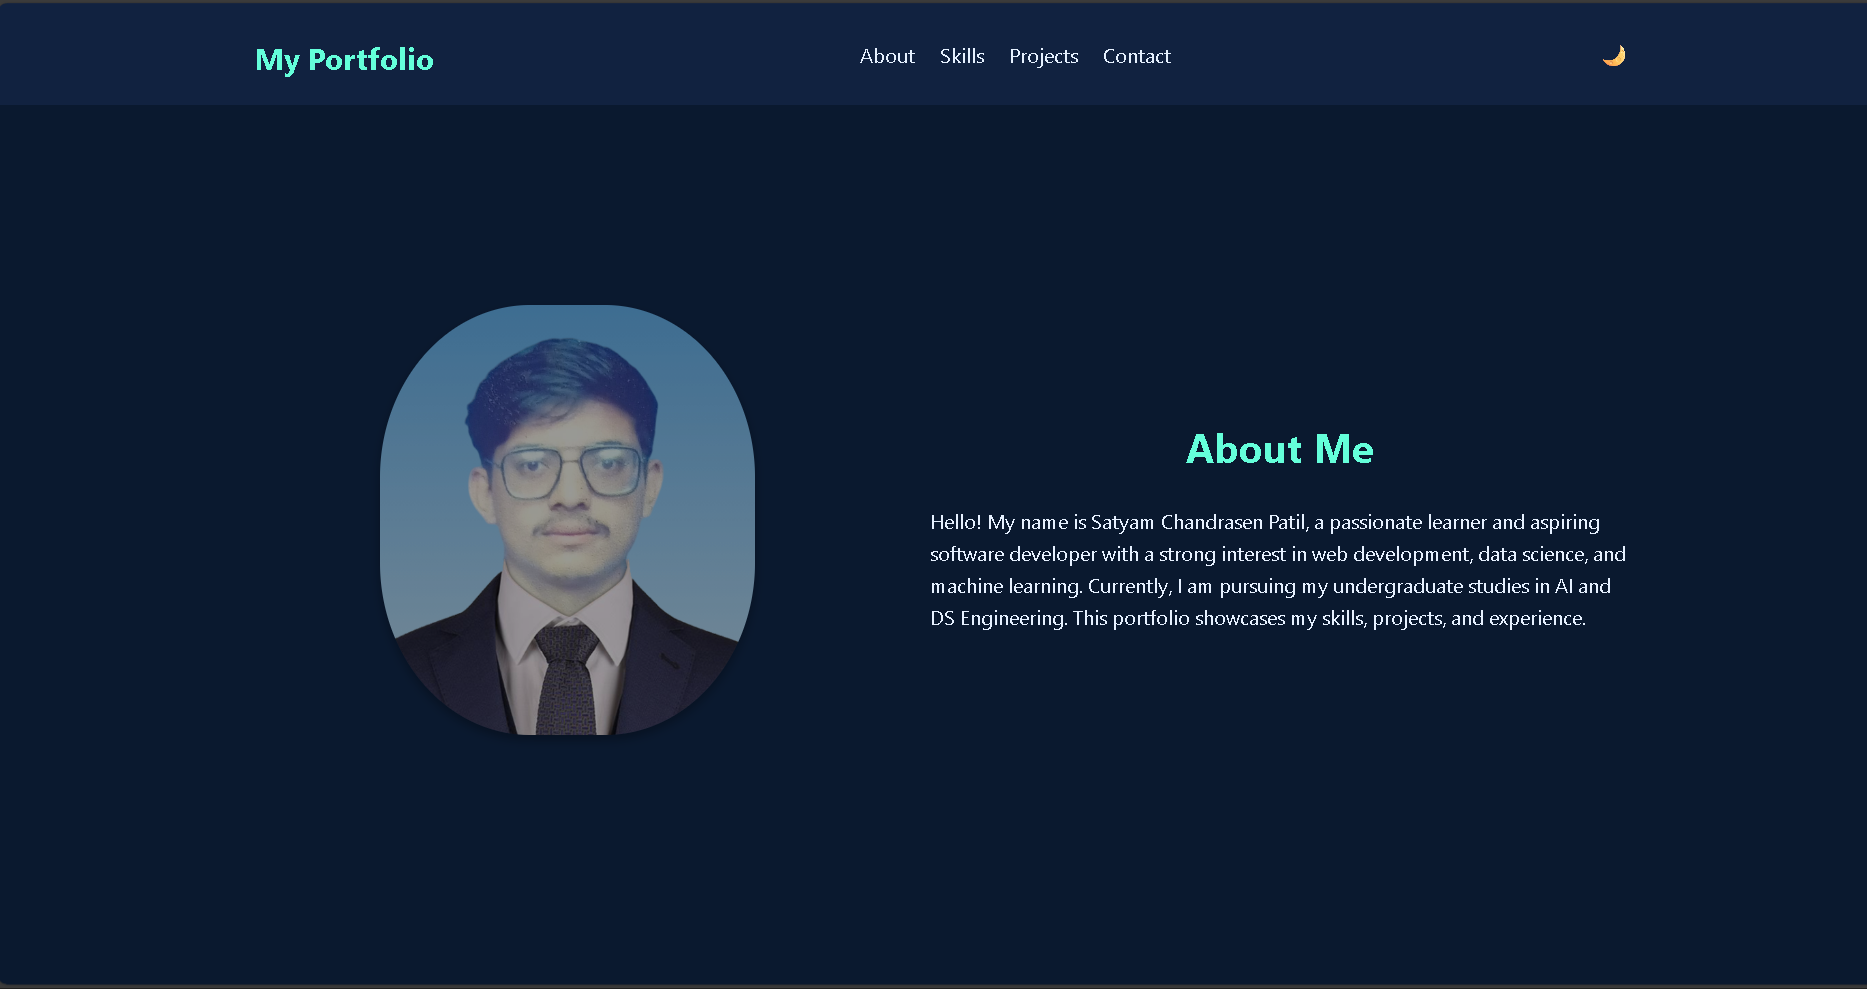 My Portfolio
About Skills Projects Contact
About Me
Hello! My name is Satyam Chandrasen Patil, a passionate learner and aspiring
software developer with a strong interest in web development, data science, and
machine learning. Currently, I am pursuing my undergraduate studies in AI and
DS Engineering. This portfolio showcases my skills, projects, and experience.